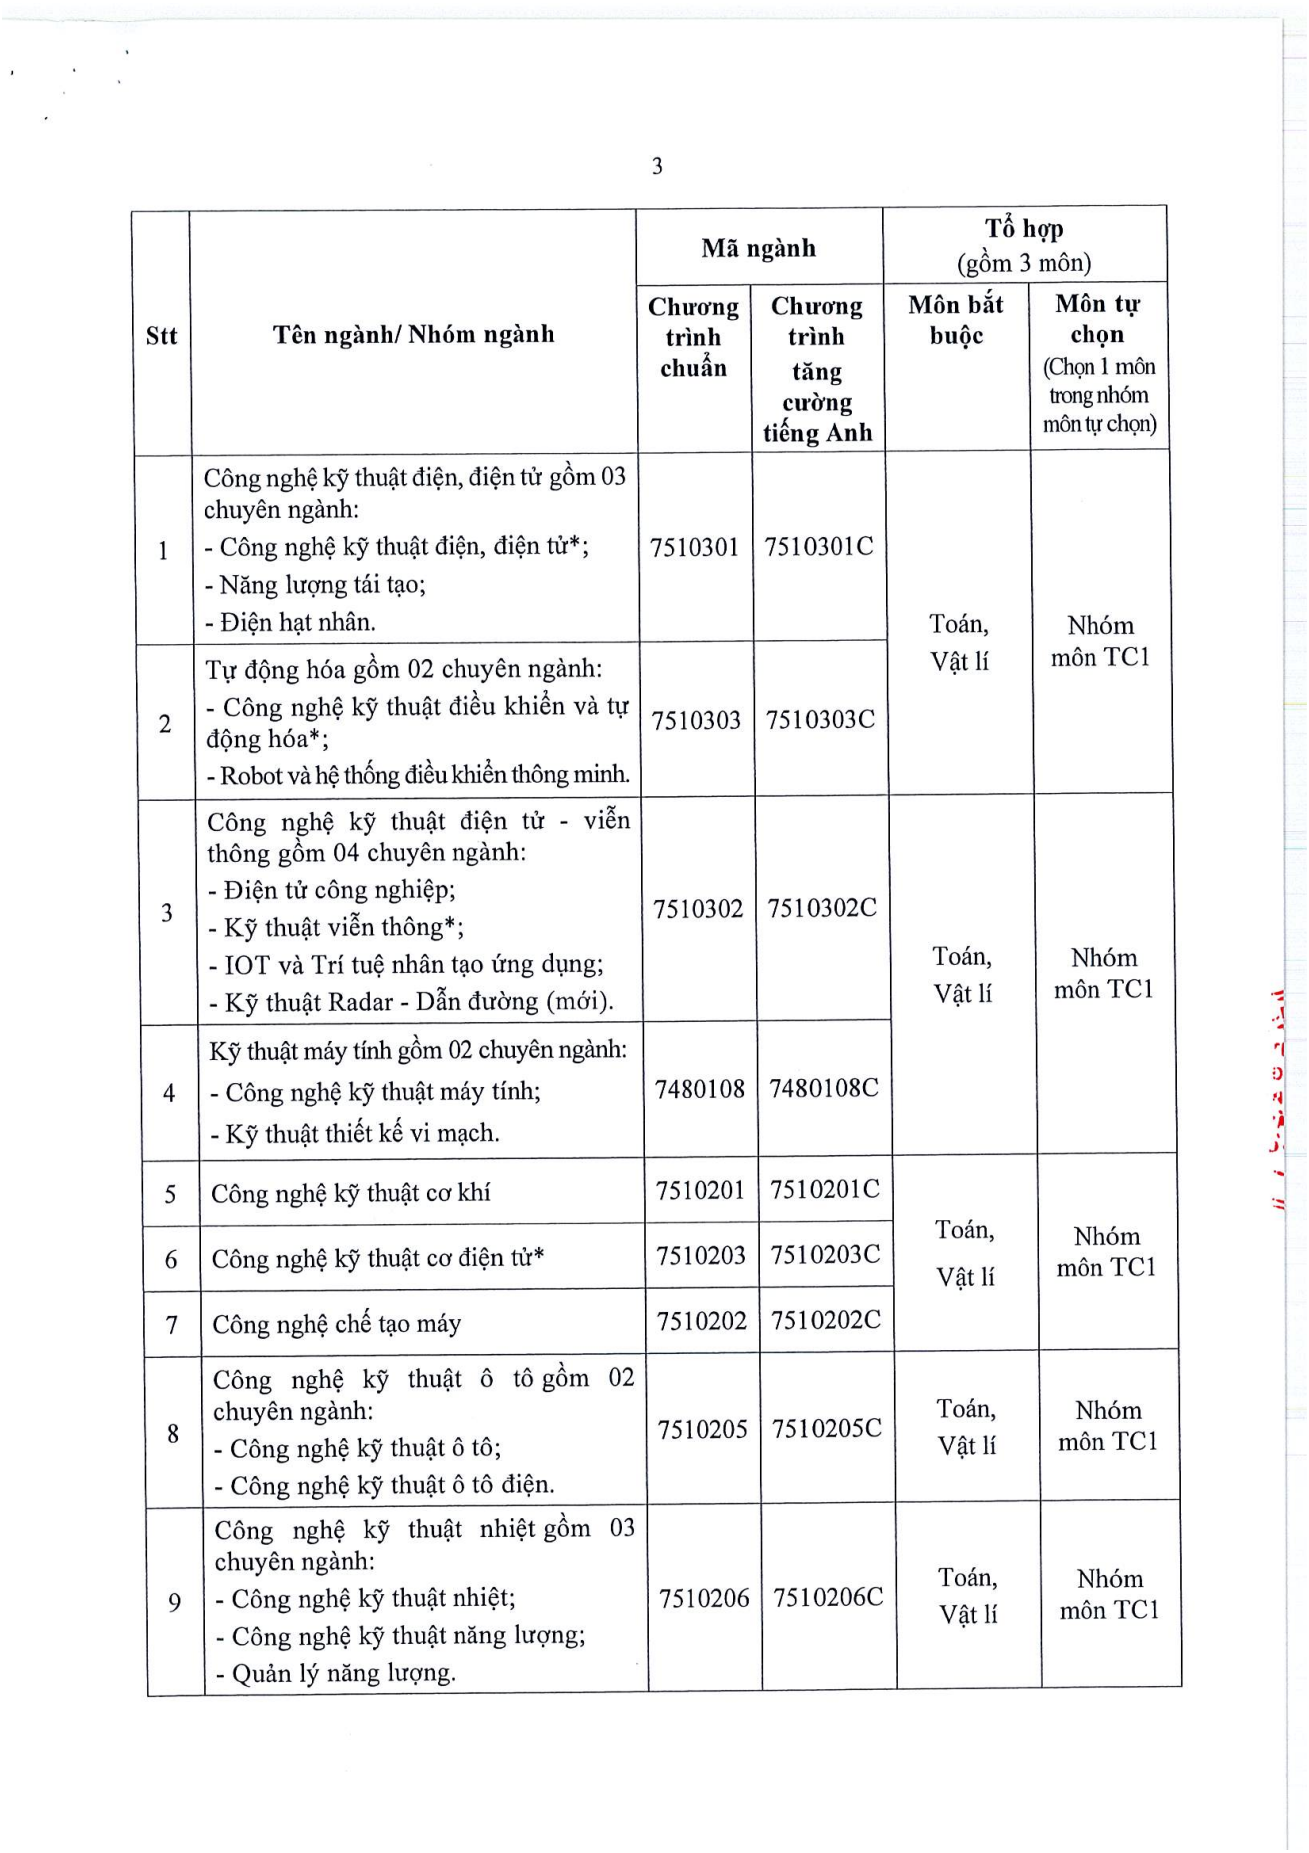 3
Stt
Tên ngành/ Nhóm ngành
Mã ngành
Tổ hợp
(gồm 3 môn)
Chương
trình
chuẩn
Chương
trình
tăng
cường
tiếng Anh
Môn bắt
buộc
Môn tự
chọn
(Chọn 1 môn
trong nhóm
môn tự chọn)
1
Công nghệ kỹ thuật điện, điện tử gồm 03
chuyên ngành:
- Công nghệ kỹ thuật điện, điện tử*;
- Năng lượng tái tạo;
- Điện hạt nhân.
7510301
7510301C
Toán,
Vật lí
Nhóm
môn TC1
2
Tự động hóa gồm 02 chuyên ngành:
- Công nghệ kỹ thuật điều khiển và tự
động hóa*;
- Robot và hệ thống điều khiển thông minh.
7510303
7510303C
3
Công nghệ kỹ thuật điện tử - viễn
thông gồm 04 chuyên ngành:
- Điện tử công nghiệp;
- Kỹ thuật viễn thông*;
- IOT và Trí tuệ nhân tạo ứng dụng;
- Kỹ thuật Radar - Dẫn đường (mới).
7510302
7510302C
Toán,
Vật lí
Nhóm
môn TC1
4
Kỹ thuật máy tính gồm 02 chuyên ngành:
- Công nghệ kỹ thuật máy tính;
- Kỹ thuật thiết kế vi mạch.
7480108
7480108C
5
Công nghệ kỹ thuật cơ khí
7510201
7510201C
Toán,
Vật lí
Nhóm
môn TC1
6
Công nghệ kỹ thuật cơ điện tử*
7510203
7510203C
7
Công nghệ chế tạo máy
7510202
7510202C
8
Công nghệ kỹ thuật ô tô gồm 02
chuyên ngành:
- Công nghệ kỹ thuật ô tô;
- Công nghệ kỹ thuật ô tô điện.
7510205
7510205C
Toán,
Vật lí
Nhóm
môn TC1
9
Công nghệ kỹ thuật nhiệt gồm 03
chuyên ngành:
- Công nghệ kỹ thuật nhiệt;
- Công nghệ kỹ thuật năng lượng;
- Quản lý năng lượng.
7510206
7510206C
Toán,
Vật lí
Nhóm
môn TC1